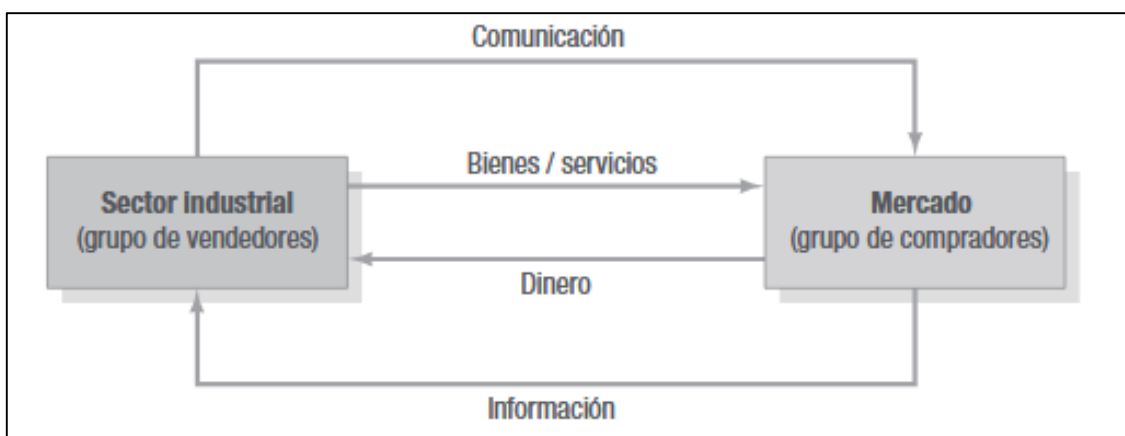 Comunicación
Bienes / servicios
Sector industrial
(grupo de vendedores)
Mercado
(grupo de compradores)
Dinero
Información